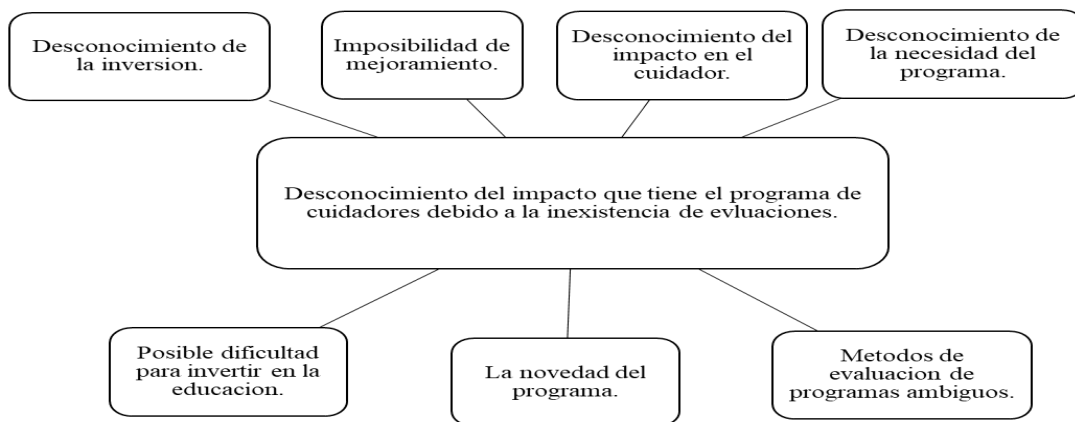 Desconocimiento de
la inversion.
Imposibilidad de
mejoramiento.
Desconocimiento del
impacto en el
cuidador.
Desconocimiento de
la necesidad del
programa.
Desconocimiento del impacto que tiene el programa de
cuidadores debido a la inexistencia de evluaciones.
Posible dificultad
para invertir en la
educacion.
La novedad del
programa.
Metodos de
evaluacion de
programas ambiguos.